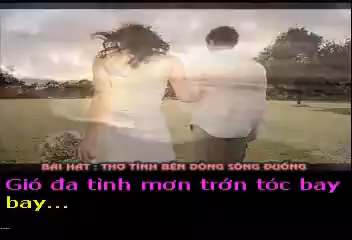 BÀI HÁT : THƠ TÌNH BÊN DÒNG SÔNG ĐUỐNG
Gió đa tình mơn trớn tóc bay
bay...